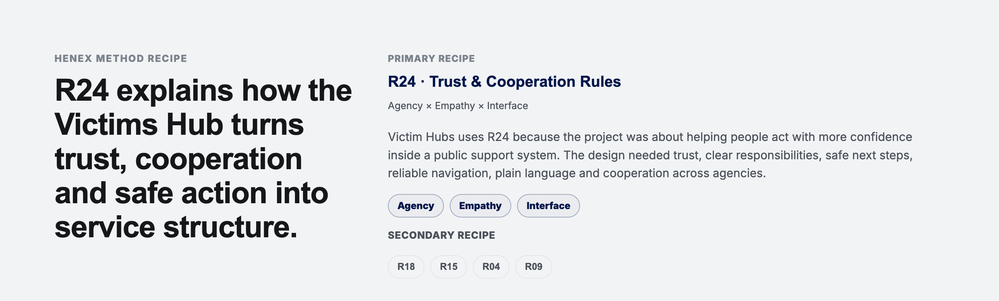 HENEX METHOD RECIPE
R24 explains how the
Victims Hub turns
trust, cooperation
and safe action into
service structure.
PRIMARY RECIPE
R24 · Trust & Cooperation Rules
Agency × Empathy × Interface
Victim Hubs uses R24 because the project was about helping people act with more confidence
inside a public support system. The design needed trust, clear responsibilities, safe next steps,
reliable navigation, plain language and cooperation across agencies.
Agency Empathy Interface
SECONDARY RECIPE
R18 R15 R04 R09